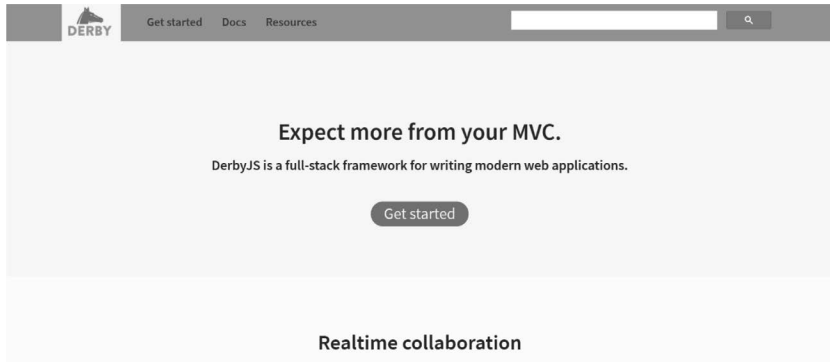 DERBY
Get started Docs Resources
Expect more from your MVC.
DerbyJS is a full-stack framework for writing modern web applications.
Get started
Realtime collaboration